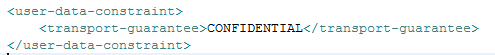 <user-data-constraint>
<transport-guarantee>CONFIDENTIAL</transport-guarantee>
</user-data-constraint>